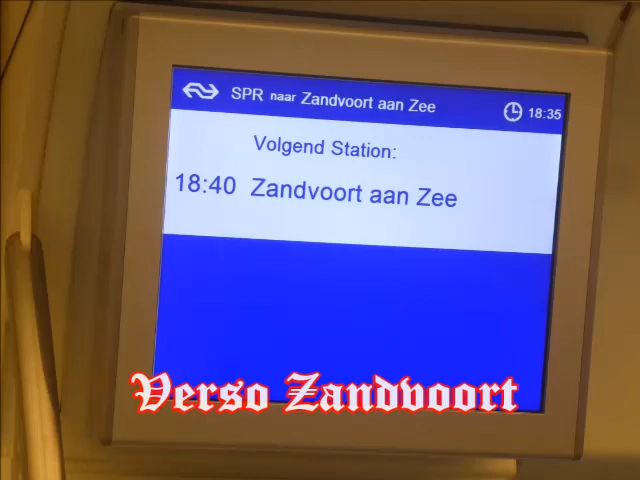 SPR naar Zandvoort aan Zee 18:35
Volgend Station:
18:40 Zandvoort aan Zee
Verso Zandvoort